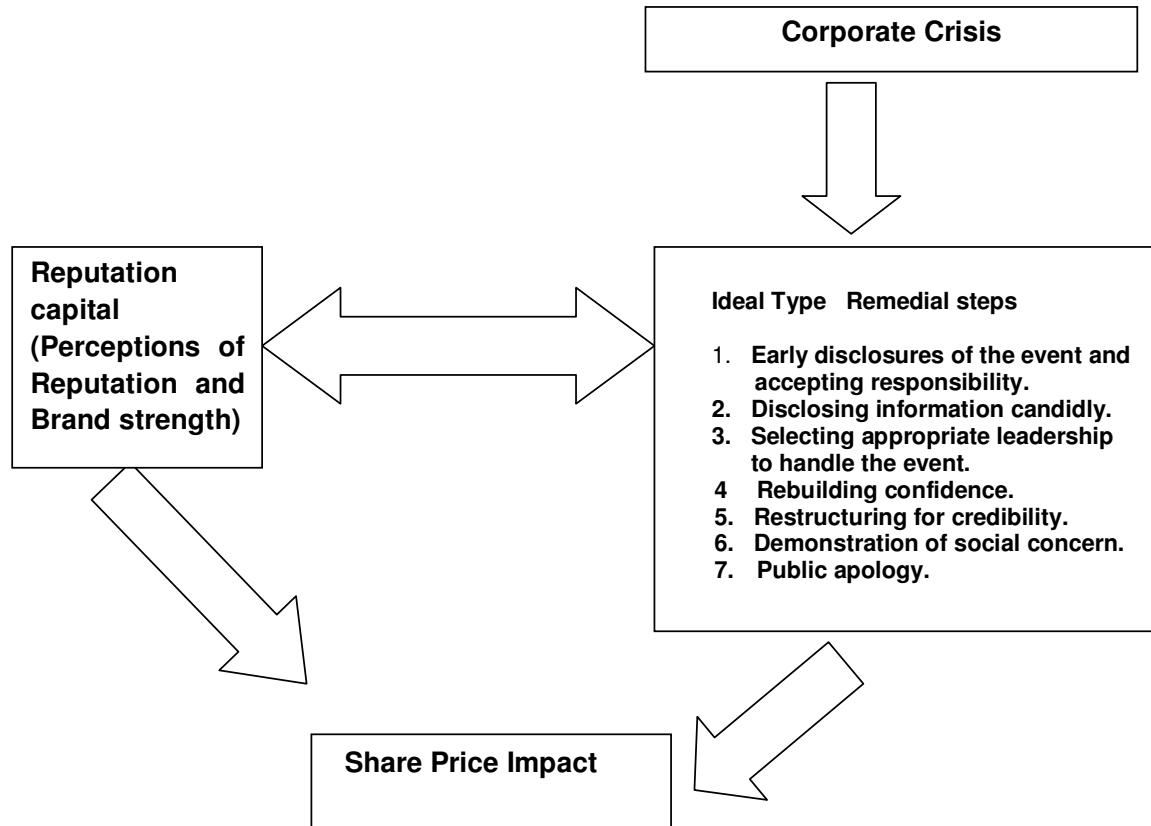 Corporate Crisis
Reputation
capital
(Perceptions of
Reputation and
Brand strength)
Ideal Type Remedial steps
1. Early disclosures of the event and
accepting responsibility.
2. Disclosing information candidly.
3. Selecting appropriate leadership
to handle the event.
4 Rebuilding confidence.
5. Restructuring for credibility.
6. Demonstration of social concern.
7. Public apology.
Share Price Impact